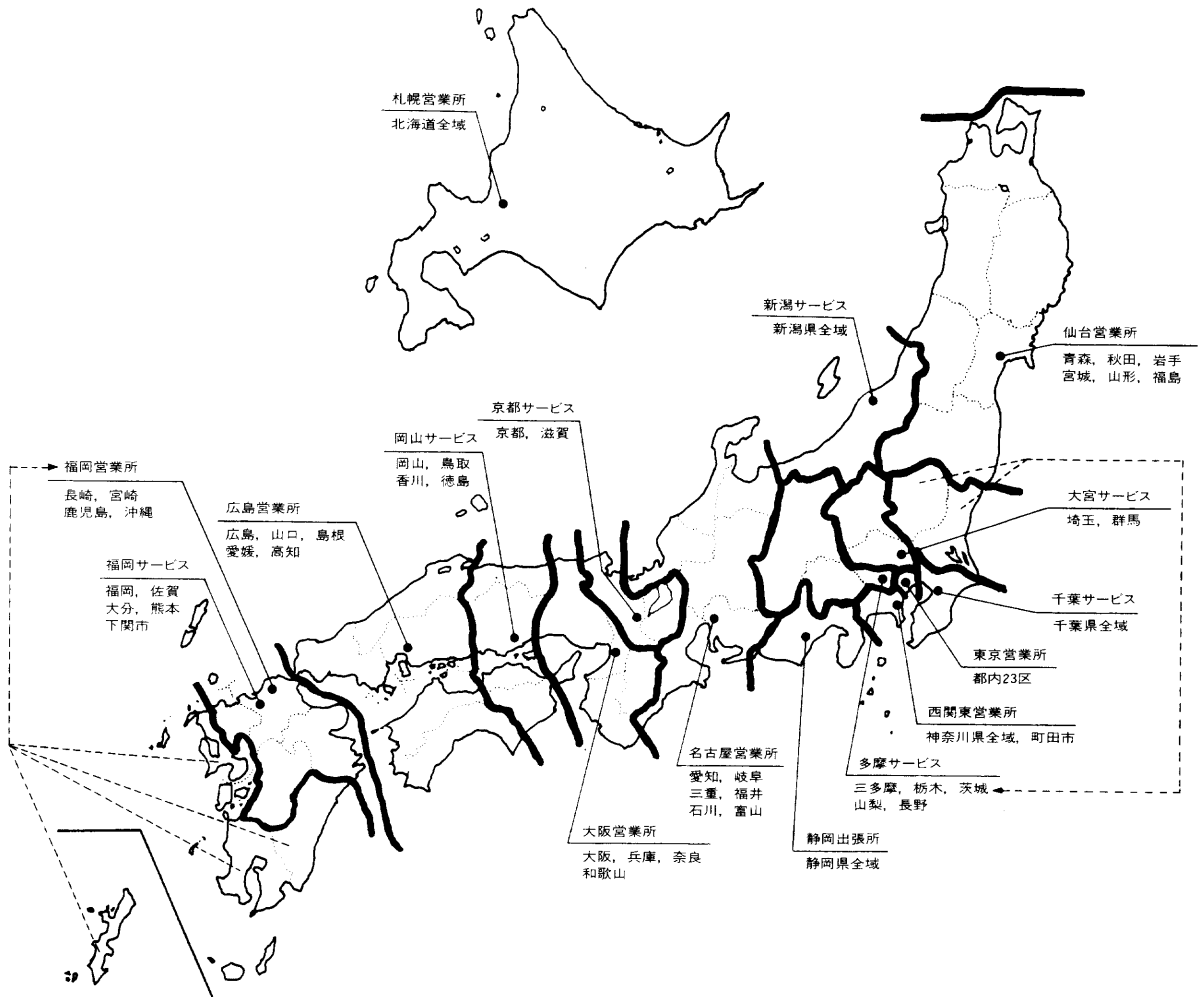 札幌営業所
北海道全域
新潟サービス
新潟県全域
仙台営業所
青森，秋田，岩手
宮城，山形，福島
京都サービス
京都，滋賀
岡山サービス
岡山，鳥取
香川，徳島
福岡営業所
長崎，宮崎
鹿児島，沖縄
広島営業所
広島，山口，島根
愛媛，高知
福岡サービス
福岡，佐賀
大分，熊本
下関市
大宮サービス
埼玉，群馬
千葉サービス
千葉県全域
東京営業所
都内23区
西関東営業所
神奈川県全域，町田市
多摩サービス
三多摩，栃木，茨城
山梨，長野
名古屋営業所
愛知，岐阜
三重，福井
石川，富山
大阪営業所
大阪，兵庫，奈良
和歌山
静岡出張所
静岡県全域